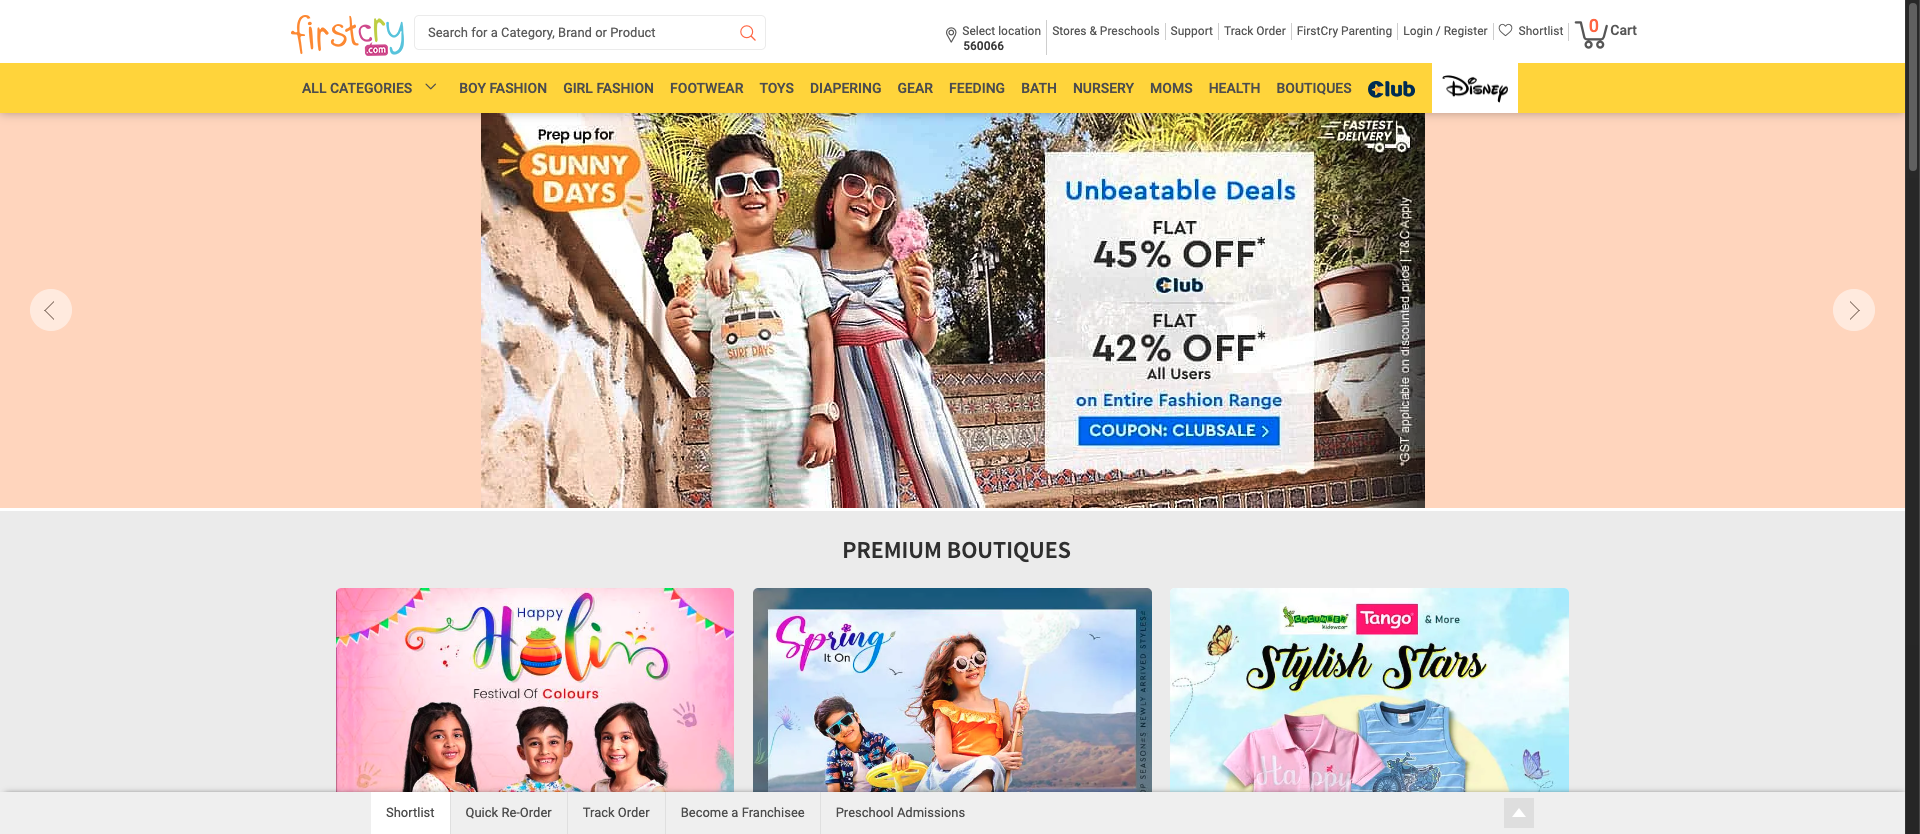 firstcry
.com
Search for a Category, Brand or Product
Select location
560066
Stores & Preschools
Support
Track Order
FirstCry Parenting
Login / Register
Shortlist
0
Cart
ALL CATEGORIES
BOY FASHION
GIRL FASHION
FOOTWEAR
TOYS
DIAPERING
GEAR
FEEDING
BATH
NURSERY
MOMS
HEALTH
BOUTIQUES
Club
Disney
Prep up for
SUNNY
DAYS
SURF DAYS
FASTEST
DELIVERY
Unbeatable Deals
FLAT
45% OFF*
Club
FLAT
42% OFF*
All Users
on Entire Fashion Range
COUPON: CLUBSALE >
*GST applicable on discounted price | T&C Apply
PREMIUM BOUTIQUES
Happy
Holi
Festival Of Colours
Spring
It On
SEASON'S NEWLY ARRIVED STYLES
CUCUMBER
Kidswear
Tango
& More
Stylish Stars
Happy
Shortlist
Quick Re-Order
Track Order
Become a Franchisee
Preschool Admissions